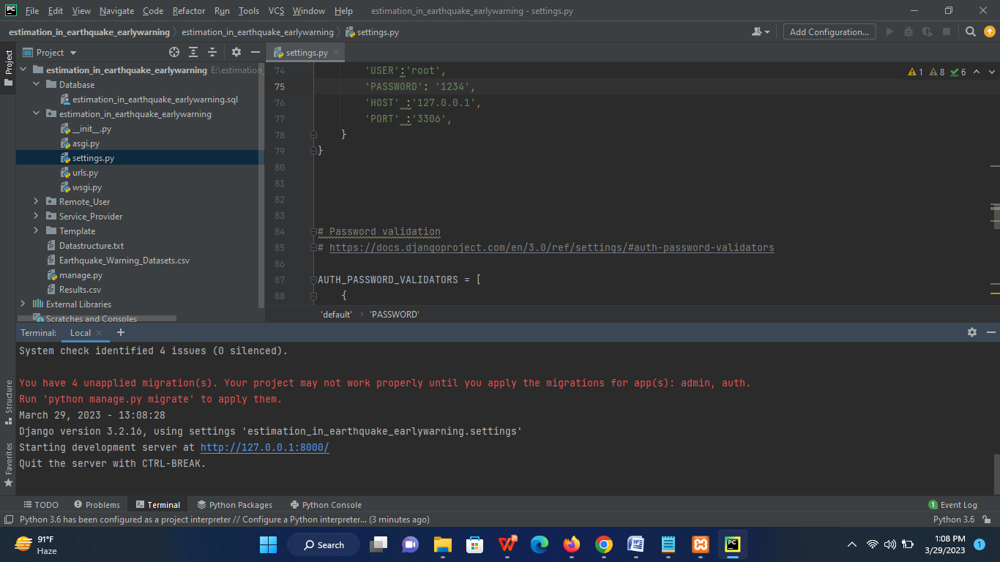 PC File Edit View Navigate Code Refactor Run Tools VCS Window Help estimation_in_earthquake_earlywarning - settings.py
estimation_in_earthquake_earlywarning estimation_in_earthquake_earlywarning settings.py Add Configuration...
Project
Project
settings.py
estimation_in_earthquake_earlywarning E:\estimation_
Database
estimation_in_earthquake_earlywarning.sql
estimation_in_earthquake_earlywarning
__init__.py
asgi.py
settings.py
urls.py
wsgi.py
Remote_User
Service_Provider
Template
Datastructure.txt
Earthquake_Warning_Datasets.csv
manage.py
Results.csv
External Libraries
Scratches and Consoles
74 'USER':'root',
1 8 6
75 'PASSWORD': '1234',
76 'HOST' :'127.0.0.1',
77 'PORT' :'3306',
78 }
79 }
80
81
82
83
84 # Password validation
85 # https://docs.djangoproject.com/en/3.0/ref/settings/#auth-password-validators
86
87 AUTH_PASSWORD_VALIDATORS = [
88 {
'default' › 'PASSWORD'
Terminal: Local
System check identified 4 issues (0 silenced).
You have 4 unapplied migration(s). Your project may not work properly until you apply the migrations for app(s): admin, auth.
Run 'python manage.py migrate' to apply them.
March 29, 2023 - 13:08:28
Django version 3.2.16, using settings 'estimation_in_earthquake_earlywarning.settings'
Starting development server at http://127.0.0.1:8000/
Quit the server with CTRL-BREAK.
Structure
Favorites
TODO Problems Terminal Python Packages Python Console 1 Event Log
Python 3.6 has been configured as a project interpreter // Configure a Python interpreter... (3 minutes ago) Python 3.6
91°F
Haze
Search
1:08 PM
3/29/2023
1